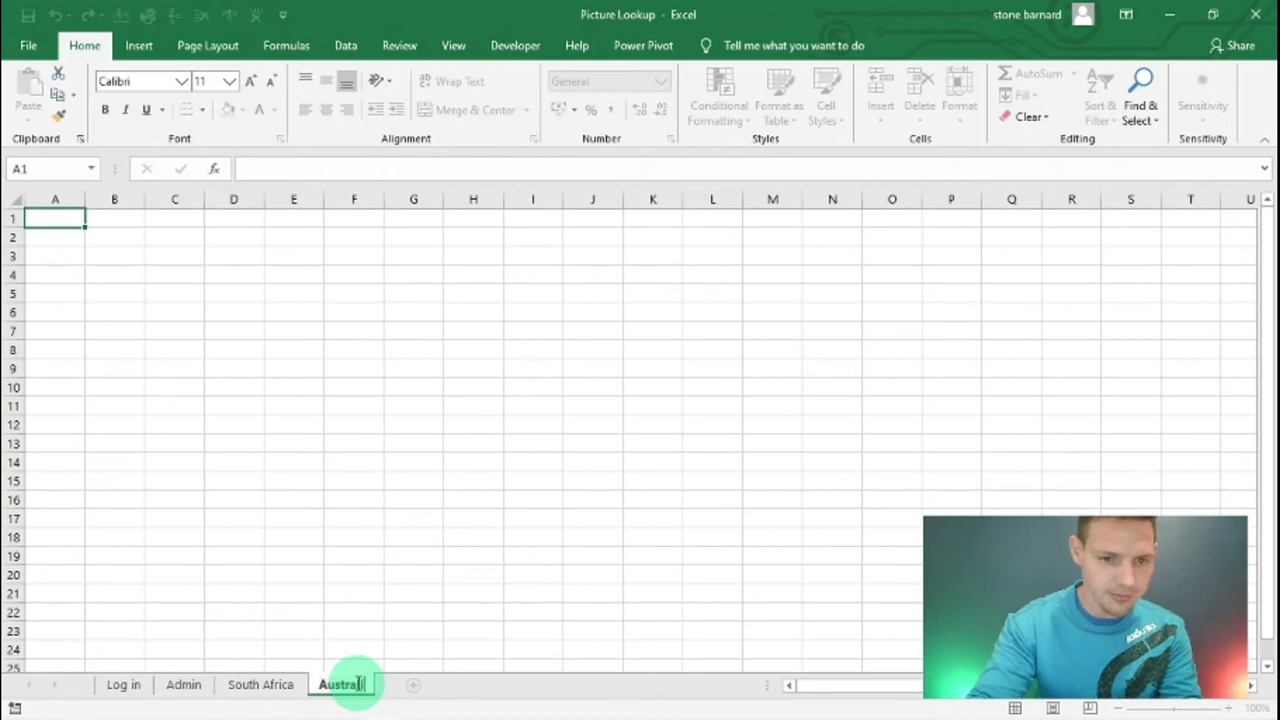 Picture Lookup - Excel
stone barnard
File Home Insert Page Layout Formulas Data Review View Developer Help Power Pivot Tell me what you want to do Share
Calibri 11 Wrap Text General AutoSum
Paste Fill
B I U Merge & Center % Conditional Formatting Format as Table Cell Styles Insert Delete Format Clear Sort & Filter Find & Select Sensitivity
Clipboard Font Alignment Number Styles Cells Editing Sensitivity
A1 fx
A B C D E F G H I J K L M N O P Q R S T U
1
2
3
4
5
6
7
8
9
10
11
12
13
14
15
16
17
18
19
20
21
22
23
24
25
Log in Admin South Africa Austral
100%